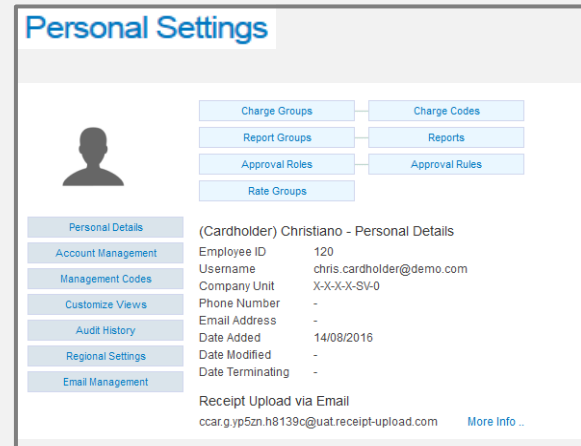 Personal Settings
Charge Groups Charge Codes
Report Groups Reports
Approval Roles Approval Rules
Rate Groups
Personal Details
Account Management
Management Codes
Customize Views
Audit History
Regional Settings
Email Management
(Cardholder) Christiano - Personal Details
Employee ID 120
Username chris.cardholder@demo.com
Company Unit X-X-X-X-SV-0
Phone Number -
Email Address -
Date Added 14/08/2016
Date Modified -
Date Terminating -
Receipt Upload via Email
ccar.g.yp5zn.h8139c@uat.receipt-upload.com More Info ..